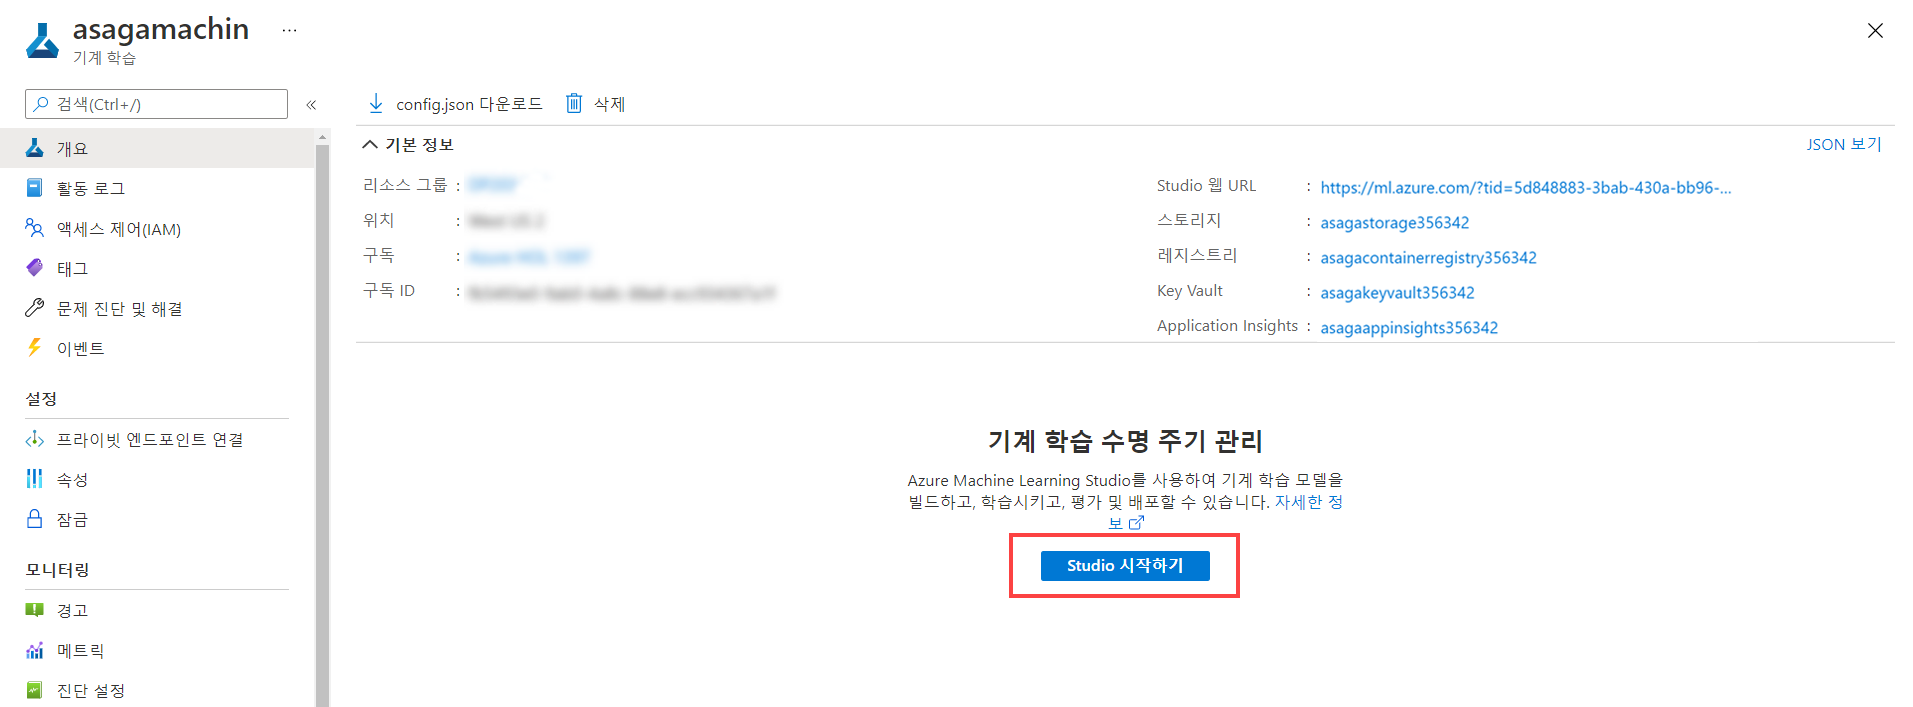 asagamachin ...
기계 학습
검색(Ctrl+/)
«
개요
활동 로그
액세스 제어(IAM)
태그
문제 진단 및 해결
이벤트
설정
프라이빗 엔드포인트 연결
속성
잠금
모니터링
경고
메트릭
진단 설정
config.json 다운로드 삭제
기본 정보 JSON 보기
리소스 그룹 :
위치 :
구독 :
구독 ID :
Studio 웹 URL : https://ml.azure.com/?tid=5d848883-3bab-430a-bb96-...
스토리지 : asagastorage356342
레지스트리 : asagacontainerregistry356342
Key Vault : asagakeyvault356342
Application Insights : asagaappinsights356342
기계 학습 수명 주기 관리
Azure Machine Learning Studio를 사용하여 기계 학습 모델을
빌드하고, 학습시키고, 평가 및 배포할 수 있습니다. 자세한 정
보
Studio 시작하기